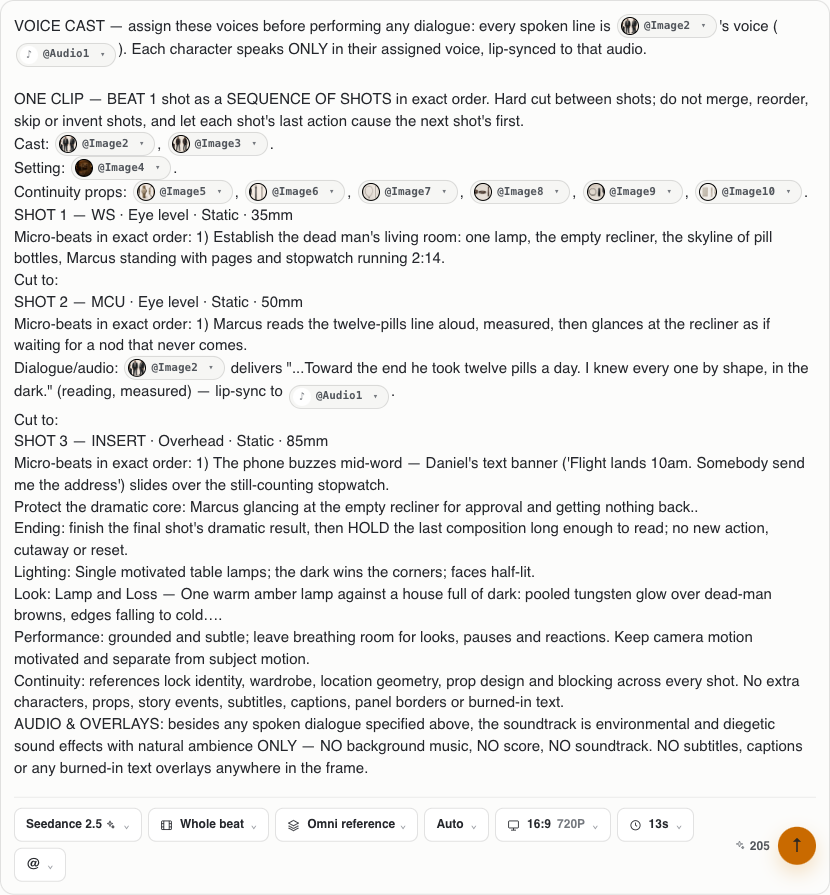 VOICE CAST — assign these voices before performing any dialogue: every spoken line is @Image2 's voice (
@Audio1 ). Each character speaks ONLY in their assigned voice, lip-synced to that audio.
ONE CLIP — BEAT 1 shot as a SEQUENCE OF SHOTS in exact order. Hard cut between shots; do not merge, reorder,
skip or invent shots, and let each shot's last action cause the next shot's first.
Cast: @Image2 , @Image3 .
Setting: @Image4 .
Continuity props: @Image5 , @Image6 , @Image7 , @Image8 , @Image9 , @Image10 .
SHOT 1 — WS · Eye level · Static · 35mm
Micro-beats in exact order: 1) Establish the dead man's living room: one lamp, the empty recliner, the skyline of pill
bottles, Marcus standing with pages and stopwatch running 2:14.
Cut to:
SHOT 2 — MCU · Eye level · Static · 50mm
Micro-beats in exact order: 1) Marcus reads the twelve-pills line aloud, measured, then glances at the recliner as if
waiting for a nod that never comes.
Dialogue/audio: @Image2 delivers "...Toward the end he took twelve pills a day. I knew every one by shape, in the
dark." (reading, measured) — lip-sync to @Audio1 .
Cut to:
SHOT 3 — INSERT · Overhead · Static · 85mm
Micro-beats in exact order: 1) The phone buzzes mid-word — Daniel's text banner ('Flight lands 10am. Somebody send
me the address') slides over the still-counting stopwatch.
Protect the dramatic core: Marcus glancing at the empty recliner for approval and getting nothing back..
Ending: finish the final shot's dramatic result, then HOLD the last composition long enough to read; no new action,
cutaway or reset.
Lighting: Single motivated table lamps; the dark wins the corners; faces half-lit.
Look: Lamp and Loss — One warm amber lamp against a house full of dark: pooled tungsten glow over dead-man
browns, edges falling to cold….
Performance: grounded and subtle; leave breathing room for looks, pauses and reactions. Keep camera motion
motivated and separate from subject motion.
Continuity: references lock identity, wardrobe, location geometry, prop design and blocking across every shot. No extra
characters, props, story events, subtitles, captions, panel borders or burned-in text.
AUDIO & OVERLAYS: besides any spoken dialogue specified above, the soundtrack is environmental and diegetic
sound effects with natural ambience ONLY — NO background music, NO score, NO soundtrack. NO subtitles, captions
or any burned-in text overlays anywhere in the frame.
Seedance 2.5 Whole beat Omni reference Auto 16:9 720P 13s
205
@